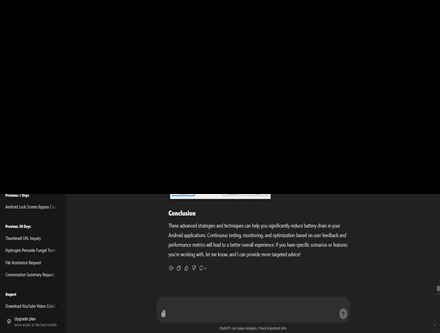 Previous 7 Days
Android Lock Screen Bypass
Previous 30 Days
Thumbnail URL Inquiry
Hydrogen Peroxide Fungal
File Assistance Request
Conversation Summary Request
August
Download YouTube Video
Upgrade plan
More access to the best models
Conclusion
These advanced strategies and techniques can help you significantly reduce battery drain in your
Android applications. Continuous testing, monitoring, and optimization based on user feedback and
performance metrics will lead to a better overall experience. If you have specific scenarios or features
you're working with, let me know, and I can provide more targeted advice!
ChatGPT can make mistakes. Check important info.